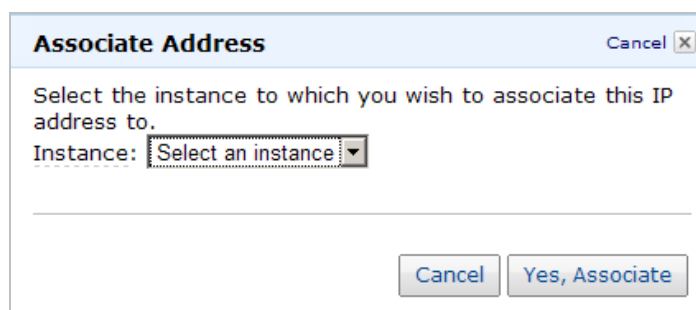 Associate Address Cancel
Select the instance to which you wish to associate this IP
address to.
Instance: Select an instance
Cancel Yes, Associate